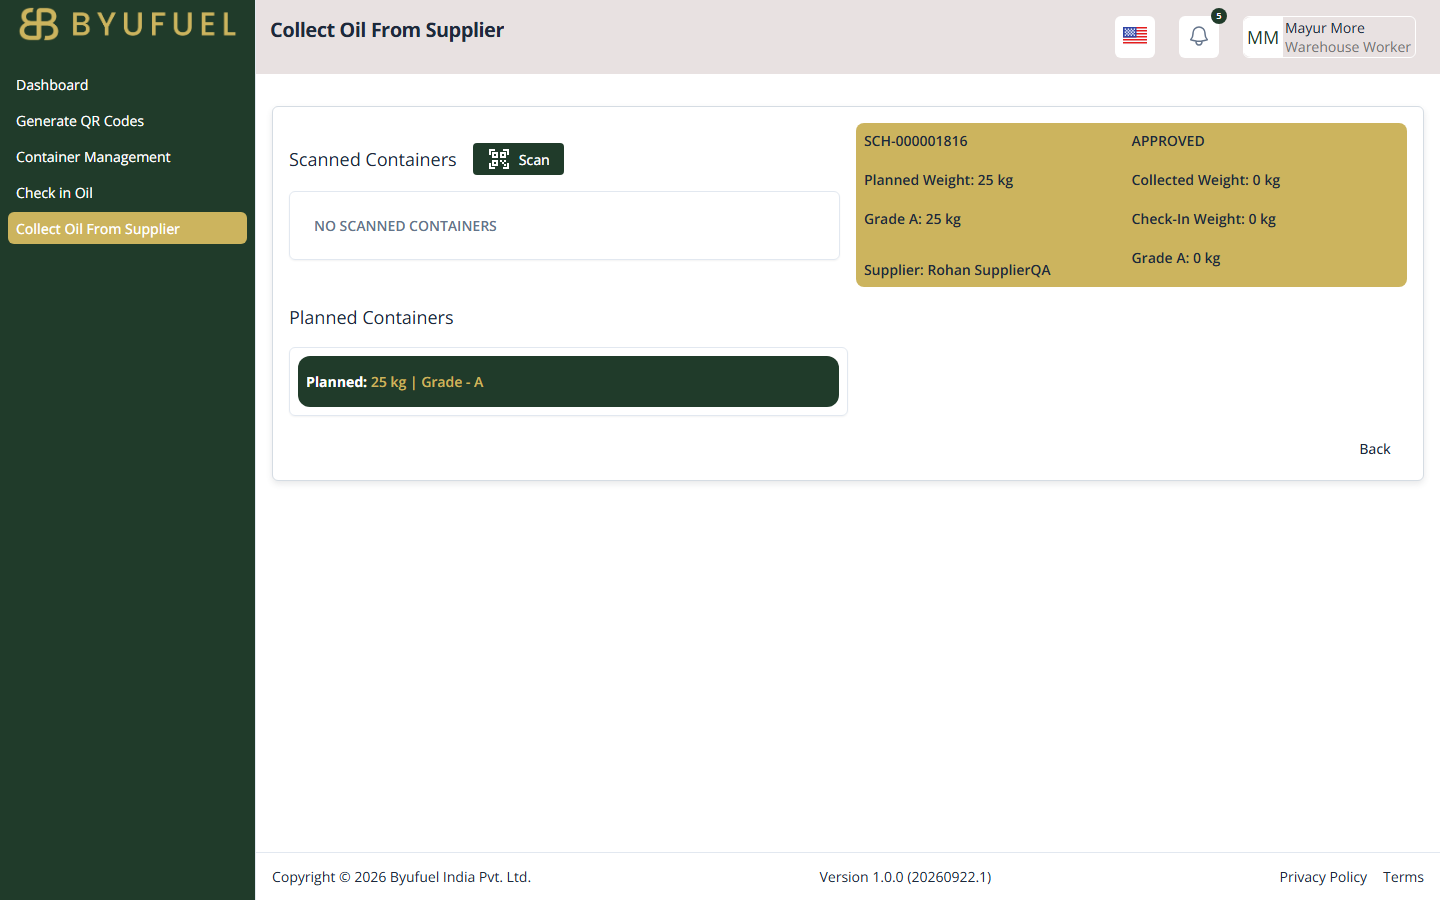 BYUFUEL
Dashboard
Generate QR Codes
Container Management
Check in Oil
Collect Oil From Supplier
Collect Oil From Supplier
5
MM
Mayur More
Warehouse Worker
Scanned Containers
Scan
NO SCANNED CONTAINERS
SCH-000001816
APPROVED
Planned Weight: 25 kg
Collected Weight: 0 kg
Grade A: 25 kg
Check-In Weight: 0 kg
Grade A: 0 kg
Supplier: Rohan SupplierQA
Planned Containers
Planned: 25 kg | Grade - A
Back
Copyright © 2026 Byufuel India Pvt. Ltd.
Version 1.0.0 (20260922.1)
Privacy Policy
Terms